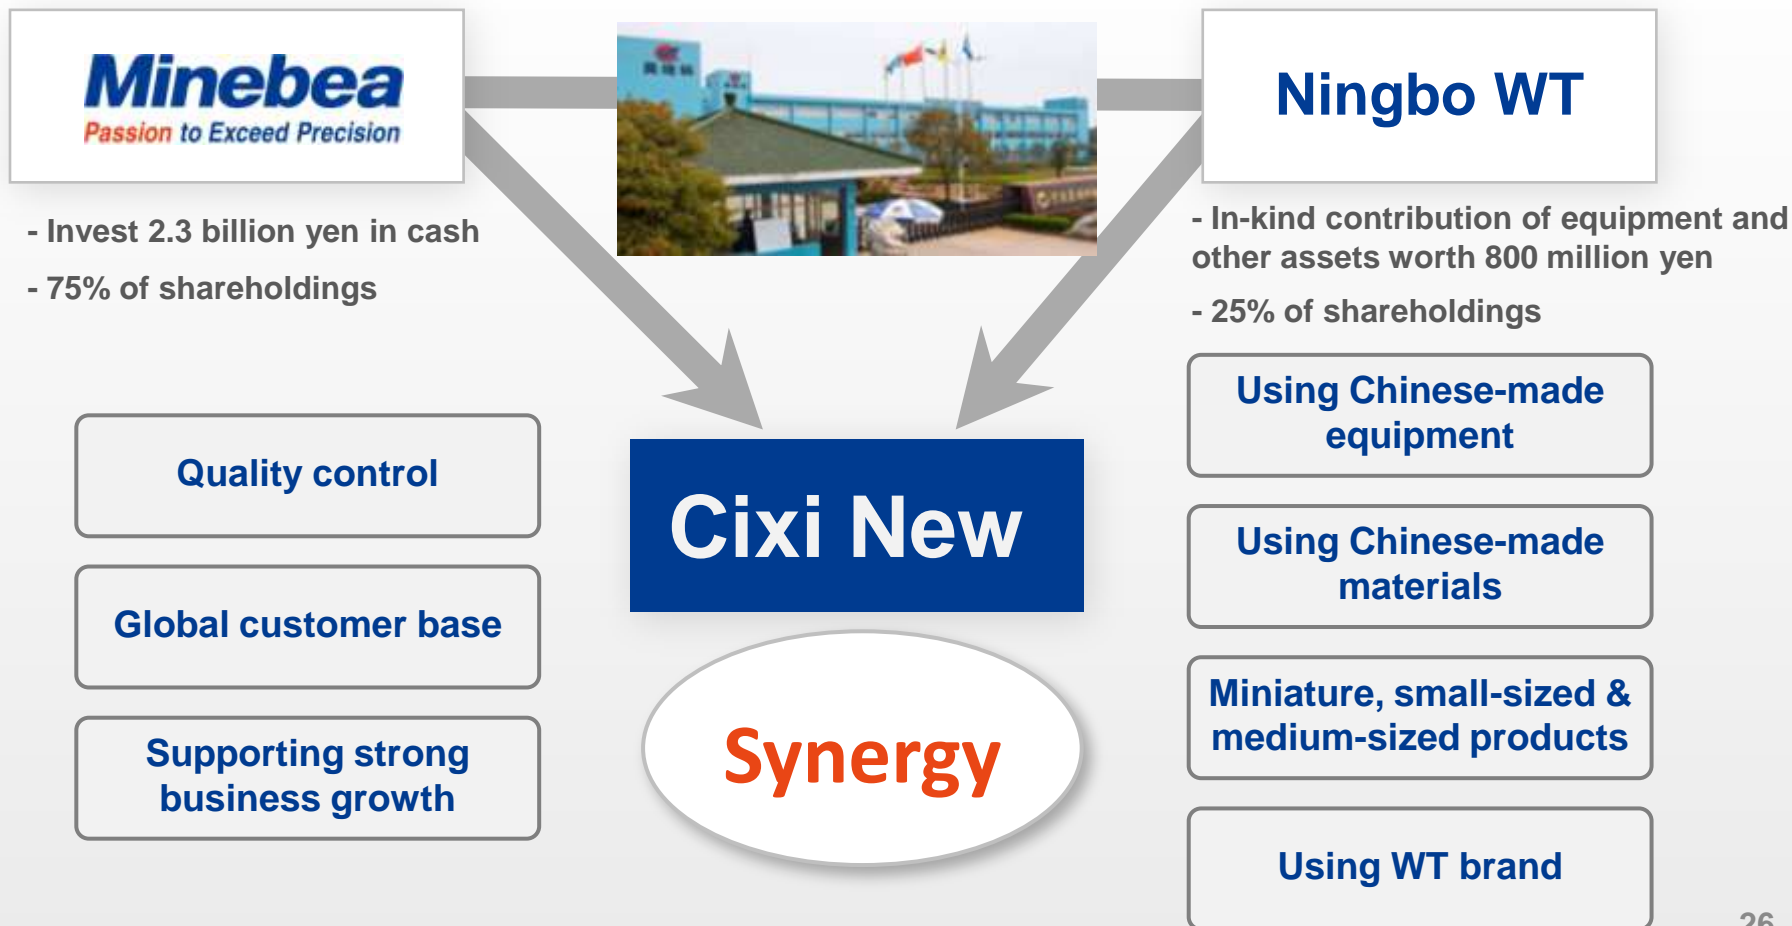 Minebea
Passion to Exceed Precision
Ningbo WT
- Invest 2.3 billion yen in cash
- 75% of shareholdings
- In-kind contribution of equipment and
other assets worth 800 million yen
- 25% of shareholdings
Quality control
Global customer base
Supporting strong
business growth
Cixi New
Synergy
Using Chinese-made
equipment
Using Chinese-made
materials
Miniature, small-sized &
medium-sized products
Using WT brand
26